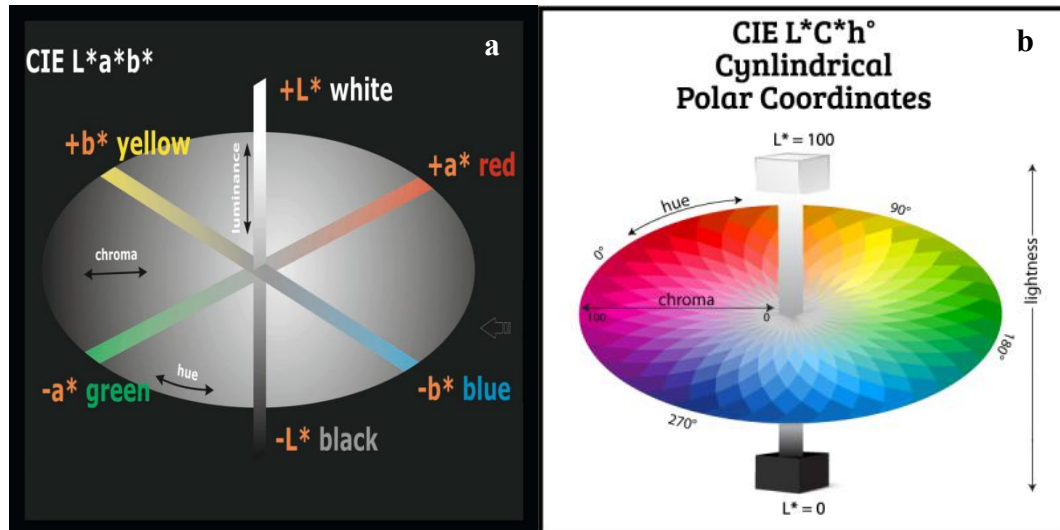 a
CIE L*a*b*
+L* white
+b* yellow
+a* red
luminance
chroma
hue
-a* green
-b* blue
-L* black
b
CIE L*C*h°
Cynlindrical
Polar Coordinates
L* = 100
hue
90°
0°
lightness
chroma
100
0
180°
270°
L* = 0